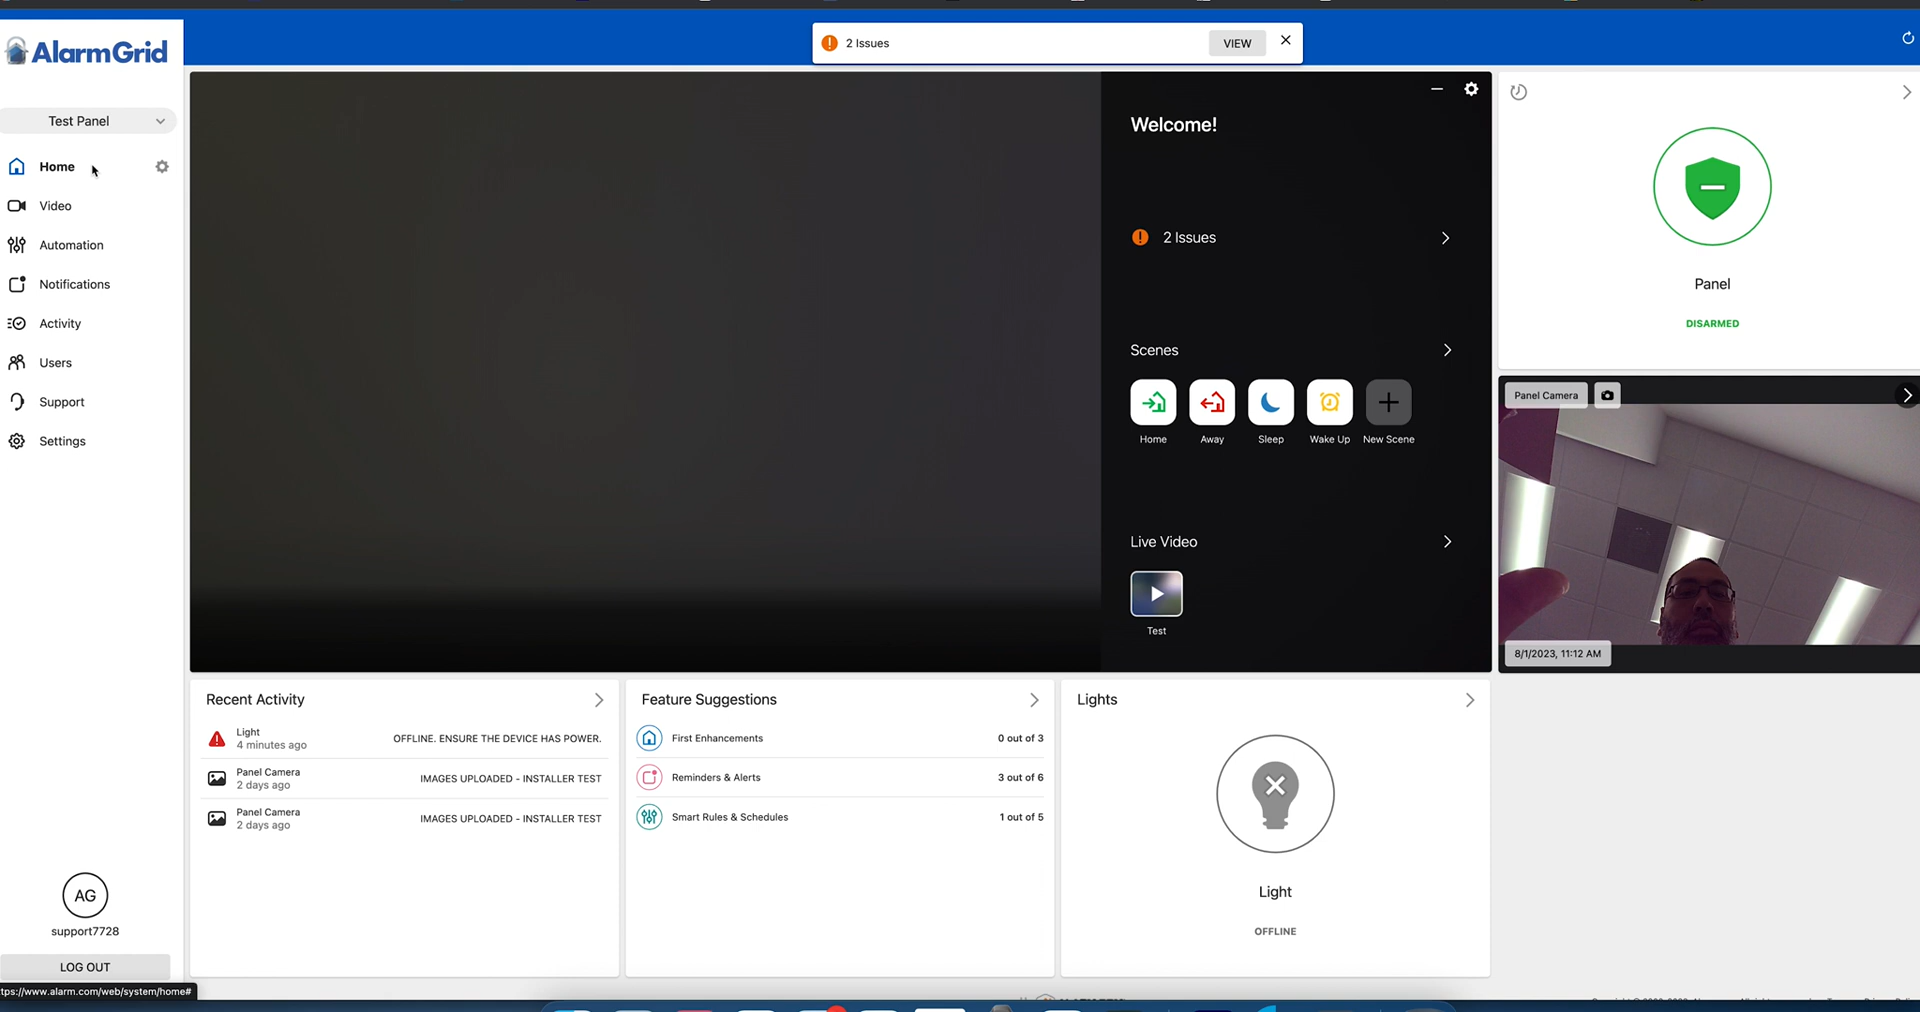 AlarmGrid
2 Issues
VIEW
Test Panel
Home
Video
Automation
Notifications
Activity
Users
Support
Settings
AG
support7728
LOG OUT
tps://www.alarm.com/web/system/home#
Welcome!
2 Issues
Scenes
Home
Away
Sleep
Wake Up
New Scene
Live Video
Test
Panel
DISARMED
Panel Camera
8/1/2023, 11:12 AM
Recent Activity
Light
4 minutes ago
OFFLINE. ENSURE THE DEVICE HAS POWER.
Panel Camera
2 days ago
IMAGES UPLOADED - INSTALLER TEST
Panel Camera
2 days ago
IMAGES UPLOADED - INSTALLER TEST
Feature Suggestions
First Enhancements 0 out of 3
Reminders & Alerts 3 out of 6
Smart Rules & Schedules 1 out of 5
Lights
Light
OFFLINE